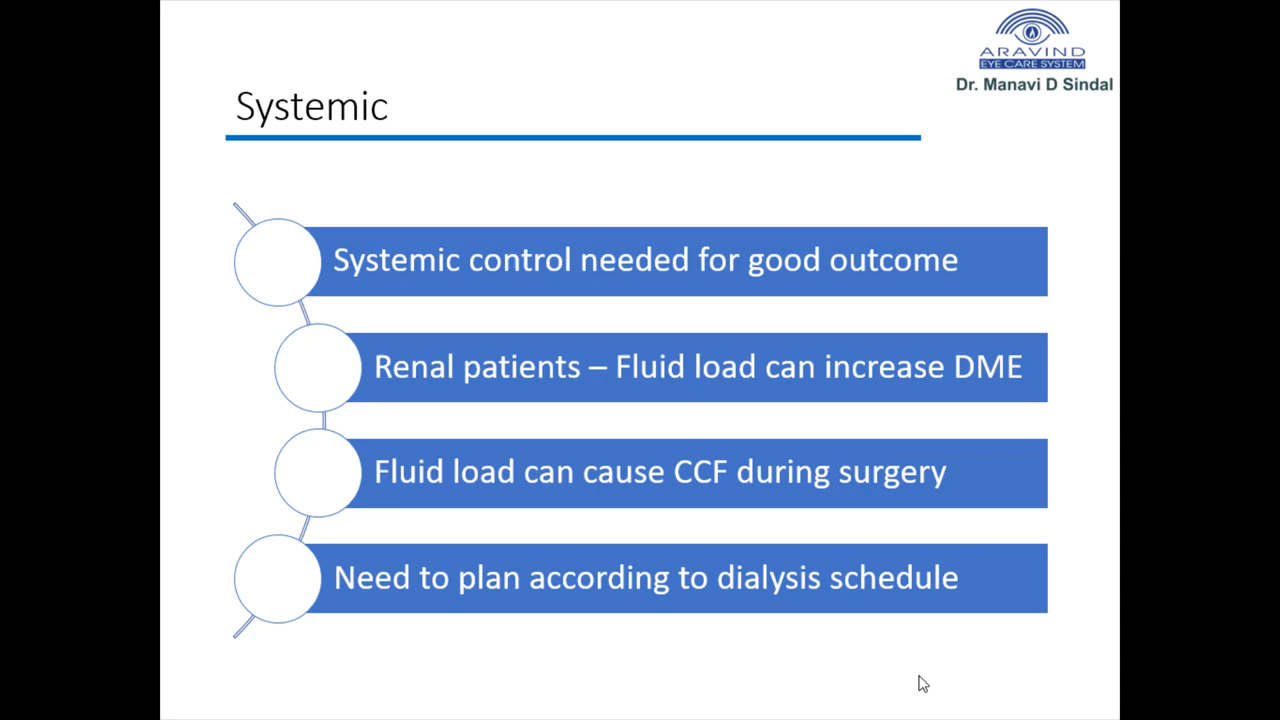 ARAVIND
EYE CARE SYSTEM
Dr. Manavi D Sindal
Systemic
Systemic control needed for good outcome
Renal patients – Fluid load can increase DME
Fluid load can cause CCF during surgery
Need to plan according to dialysis schedule